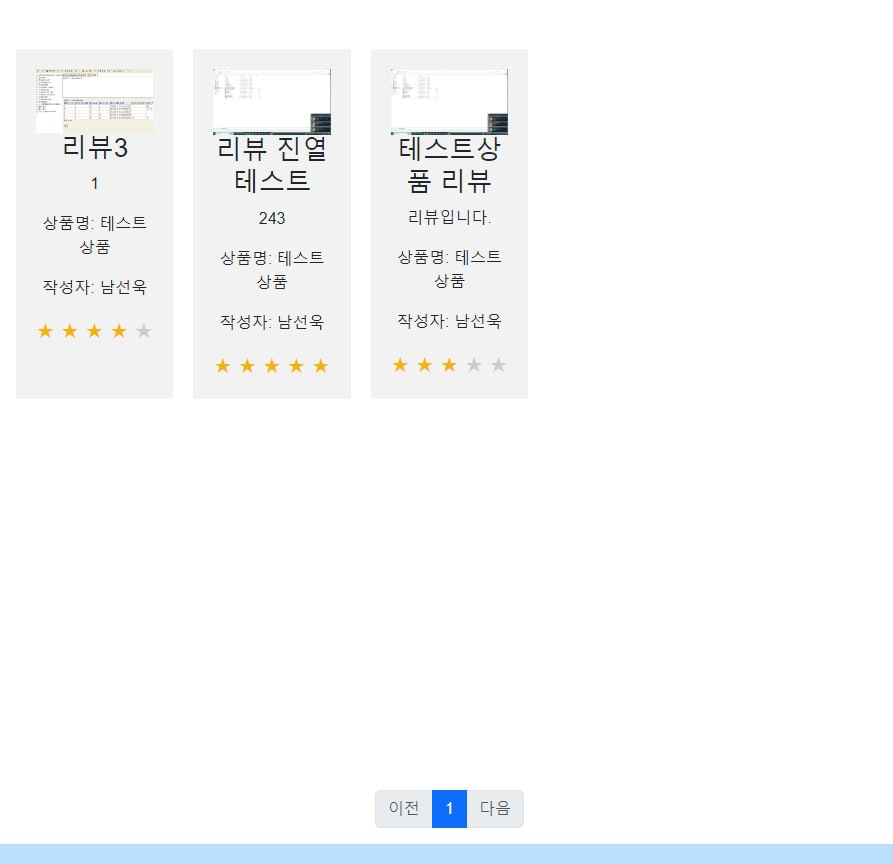 리뷰3
1
상품명: 테스트
상품
작성자: 남선욱
★ ★ ★ ★ ★
리뷰 진열
테스트
243
상품명: 테스트
상품
작성자: 남선욱
★ ★ ★ ★ ★
테스트상
품 리뷰
리뷰입니다.
상품명: 테스트
상품
작성자: 남선욱
★ ★ ★ ★ ★
이전 1 다음